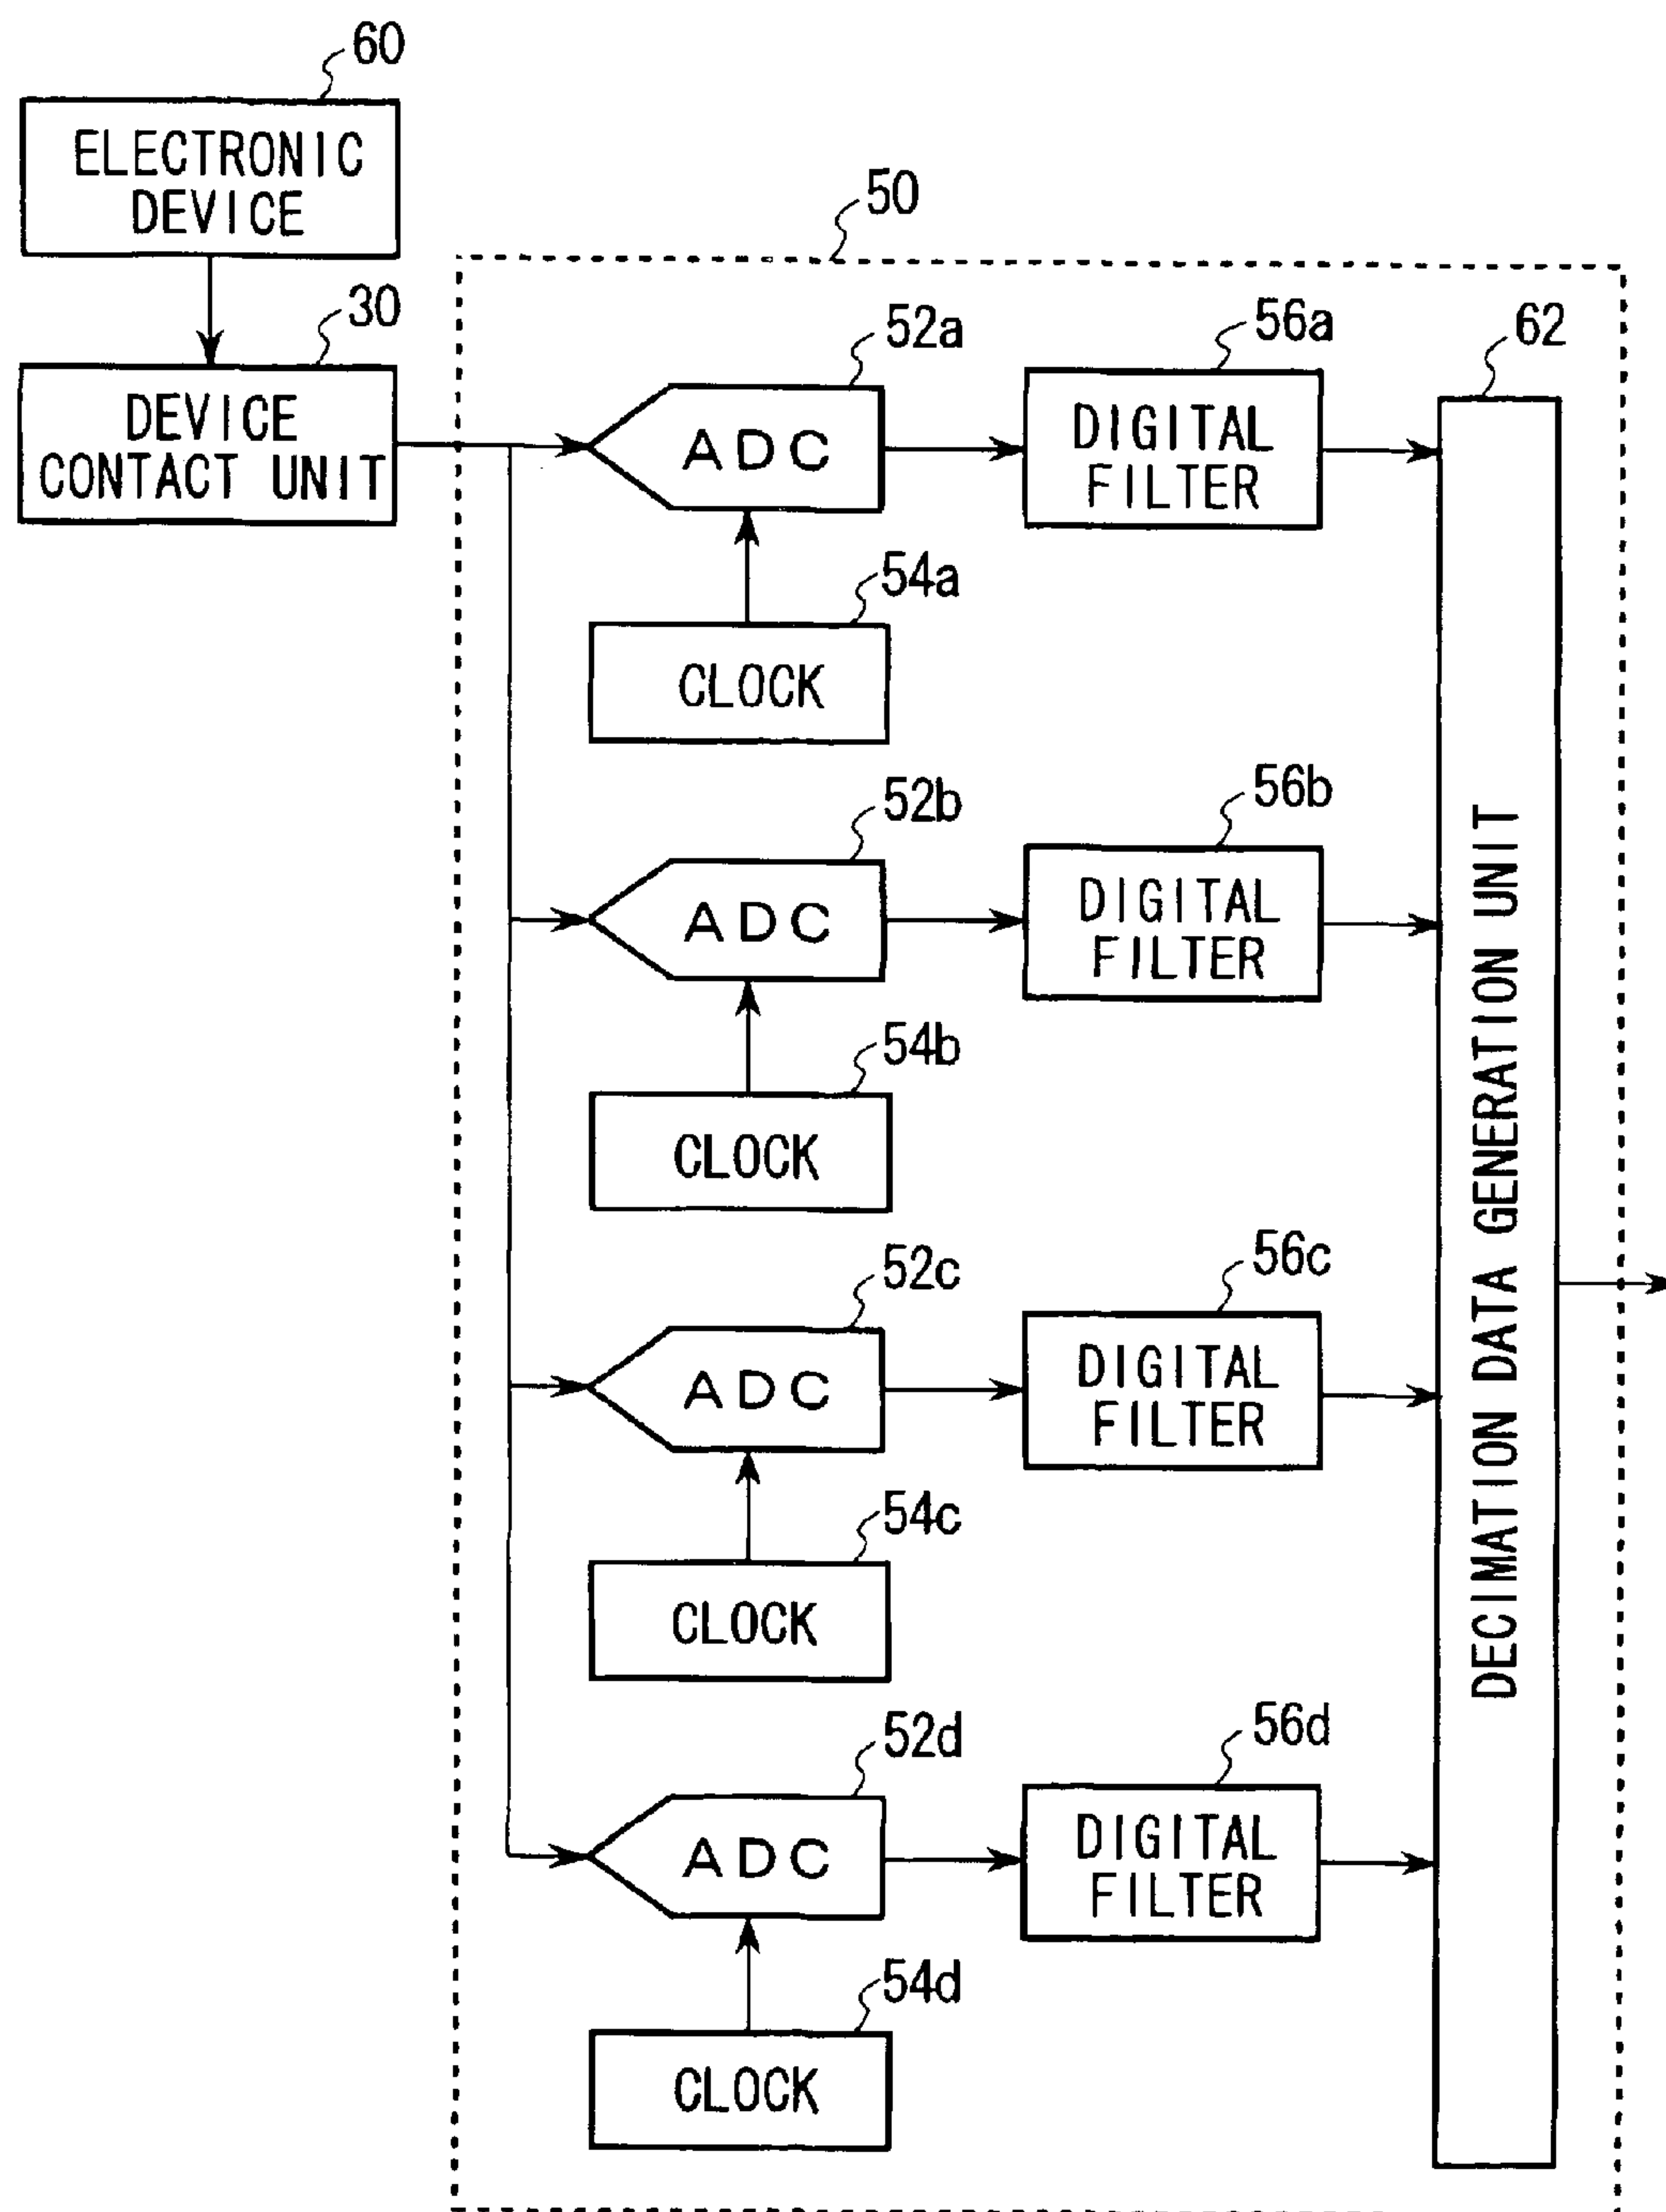 60
ELECTRONIC
DEVICE
50
30
DEVICE
CONTACT UNIT
52a
ADC
56a
DIGITAL
FILTER
62
54a
CLOCK
52b
ADC
56b
DIGITAL
FILTER
54b
CLOCK
DECIMATION DATA GENERATION UNIT
52c
ADC
56c
DIGITAL
FILTER
54c
CLOCK
52d
ADC
56d
DIGITAL
FILTER
54d
CLOCK